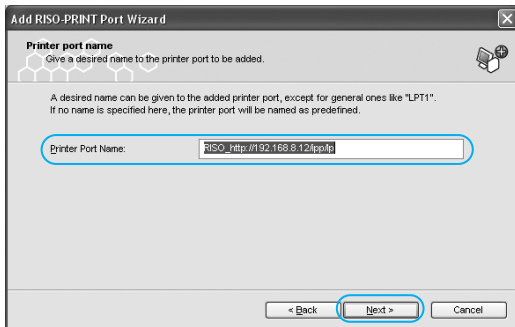 Add RISO-PRINT Port Wizard
Printer port name
Give a desired name to the printer port to be added.
A desired name can be given to the added printer port, except for general ones like "LPT1".
If no name is specified here, the printer port will be named as predefined.
Printer Port Name:
RISO_http://192.168.8.12/ipp/lp
< Back
Next >
Cancel